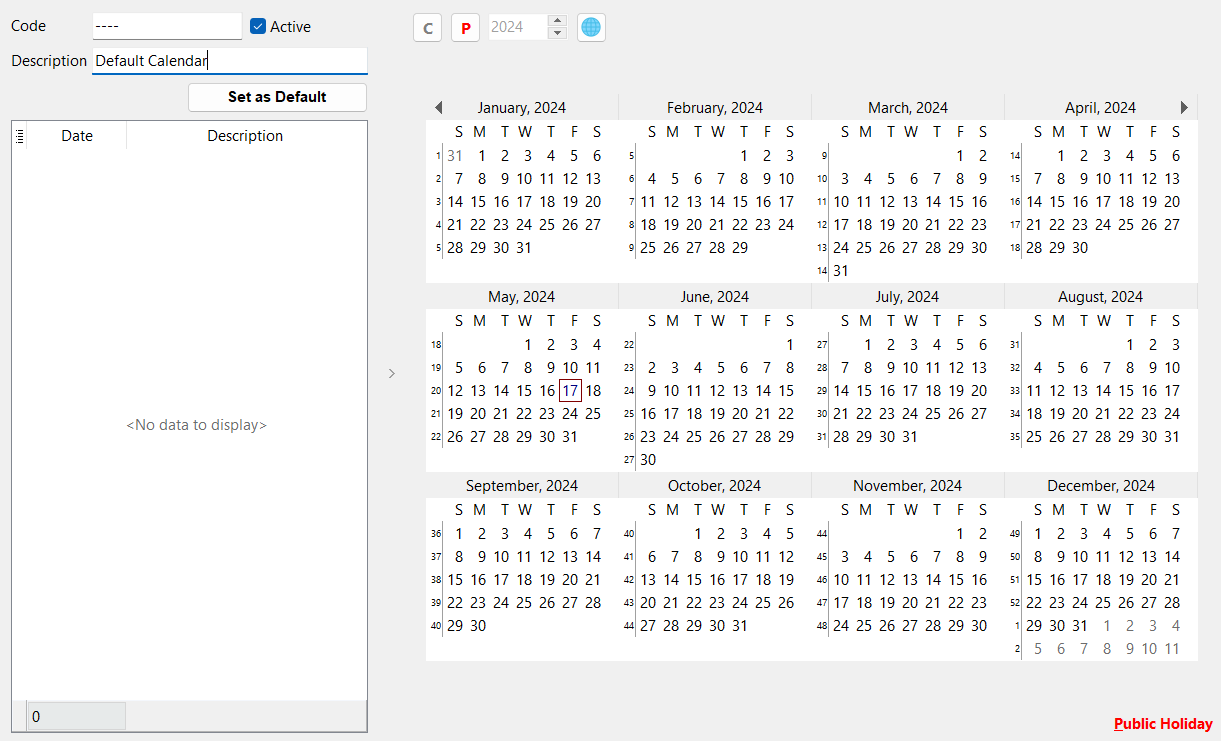 Code ---- Active C P 2024
Description Default Calendar
Set as Default
Date Description
<No data to display>
0
January, 2024 February, 2024 March, 2024 April, 2024
S M T W T F S S M T W T F S S M T W T F S S M T W T F S
1 31 1 2 3 4 5 6 5 1 2 3 9 1 2 14 1 2 3 4 5 6
2 7 8 9 10 11 12 13 6 4 5 6 7 8 9 10 10 3 4 5 6 7 8 9 15 7 8 9 10 11 12 13
3 14 15 16 17 18 19 20 7 11 12 13 14 15 16 17 11 10 11 12 13 14 15 16 16 14 15 16 17 18 19 20
4 21 22 23 24 25 26 27 8 18 19 20 21 22 23 24 12 17 18 19 20 21 22 23 17 21 22 23 24 25 26 27
5 28 29 30 31 9 25 26 27 28 29 13 24 25 26 27 28 29 30 18 28 29 30
14 31
May, 2024 June, 2024 July, 2024 August, 2024
S M T W T F S S M T W T F S S M T W T F S S M T W T F S
18 1 2 3 4 22 1 27 1 2 3 4 5 6 31 1 2 3
19 5 6 7 8 9 10 11 23 2 3 4 5 6 7 8 28 7 8 9 10 11 12 13 32 4 5 6 7 8 9 10
20 12 13 14 15 16 17 18 24 9 10 11 12 13 14 15 29 14 15 16 17 18 19 20 33 11 12 13 14 15 16 17
21 19 20 21 22 23 24 25 25 16 17 18 19 20 21 22 30 21 22 23 24 25 26 27 34 18 19 20 21 22 23 24
22 26 27 28 29 30 31 26 23 24 25 26 27 28 29 31 28 29 30 31 35 25 26 27 28 29 30 31
27 30
September, 2024 October, 2024 November, 2024 December, 2024
S M T W T F S S M T W T F S S M T W T F S S M T W T F S
36 1 2 3 4 5 6 7 40 1 2 3 4 5 44 1 2 49 1 2 3 4 5 6 7
37 8 9 10 11 12 13 14 41 6 7 8 9 10 11 12 45 3 4 5 6 7 8 9 50 8 9 10 11 12 13 14
38 15 16 17 18 19 20 21 42 13 14 15 16 17 18 19 46 10 11 12 13 14 15 16 51 15 16 17 18 19 20 21
39 22 23 24 25 26 27 28 43 20 21 22 23 24 25 26 47 17 18 19 20 21 22 23 52 22 23 24 25 26 27 28
40 29 30 44 27 28 29 30 31 48 24 25 26 27 28 29 30 1 29 30 31 1 2 3 4
2 5 6 7 8 9 10 11
Public Holiday